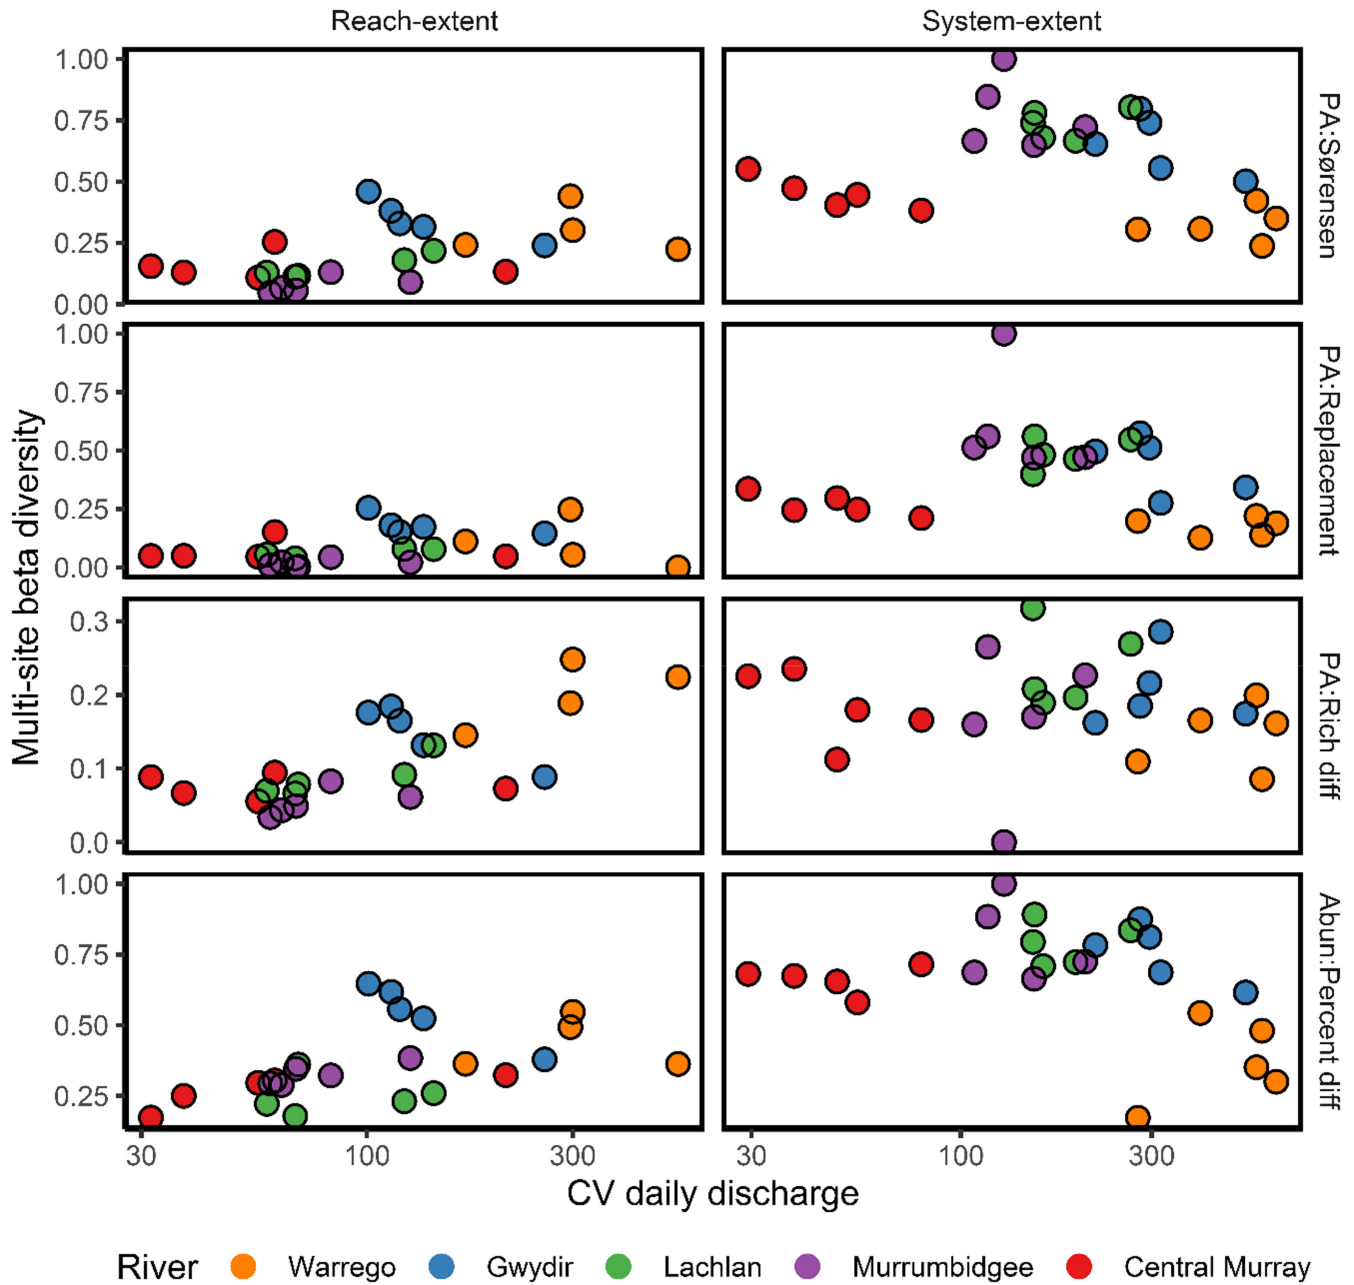 Reach-extent
System-extent
1.00
0.75
0.50
0.25
0.00
PA:Sørensen
1.00
0.75
0.50
0.25
0.00
PA:Replacement
Multi-site beta diversity
0.3
0.2
0.1
0.0
PA:Rich diff
1.00
0.75
0.50
0.25
Abun:Percent diff
30 100 300 30 100 300
CV daily discharge
River Warrego Gwydir Lachlan Murrumbidgee Central Murray